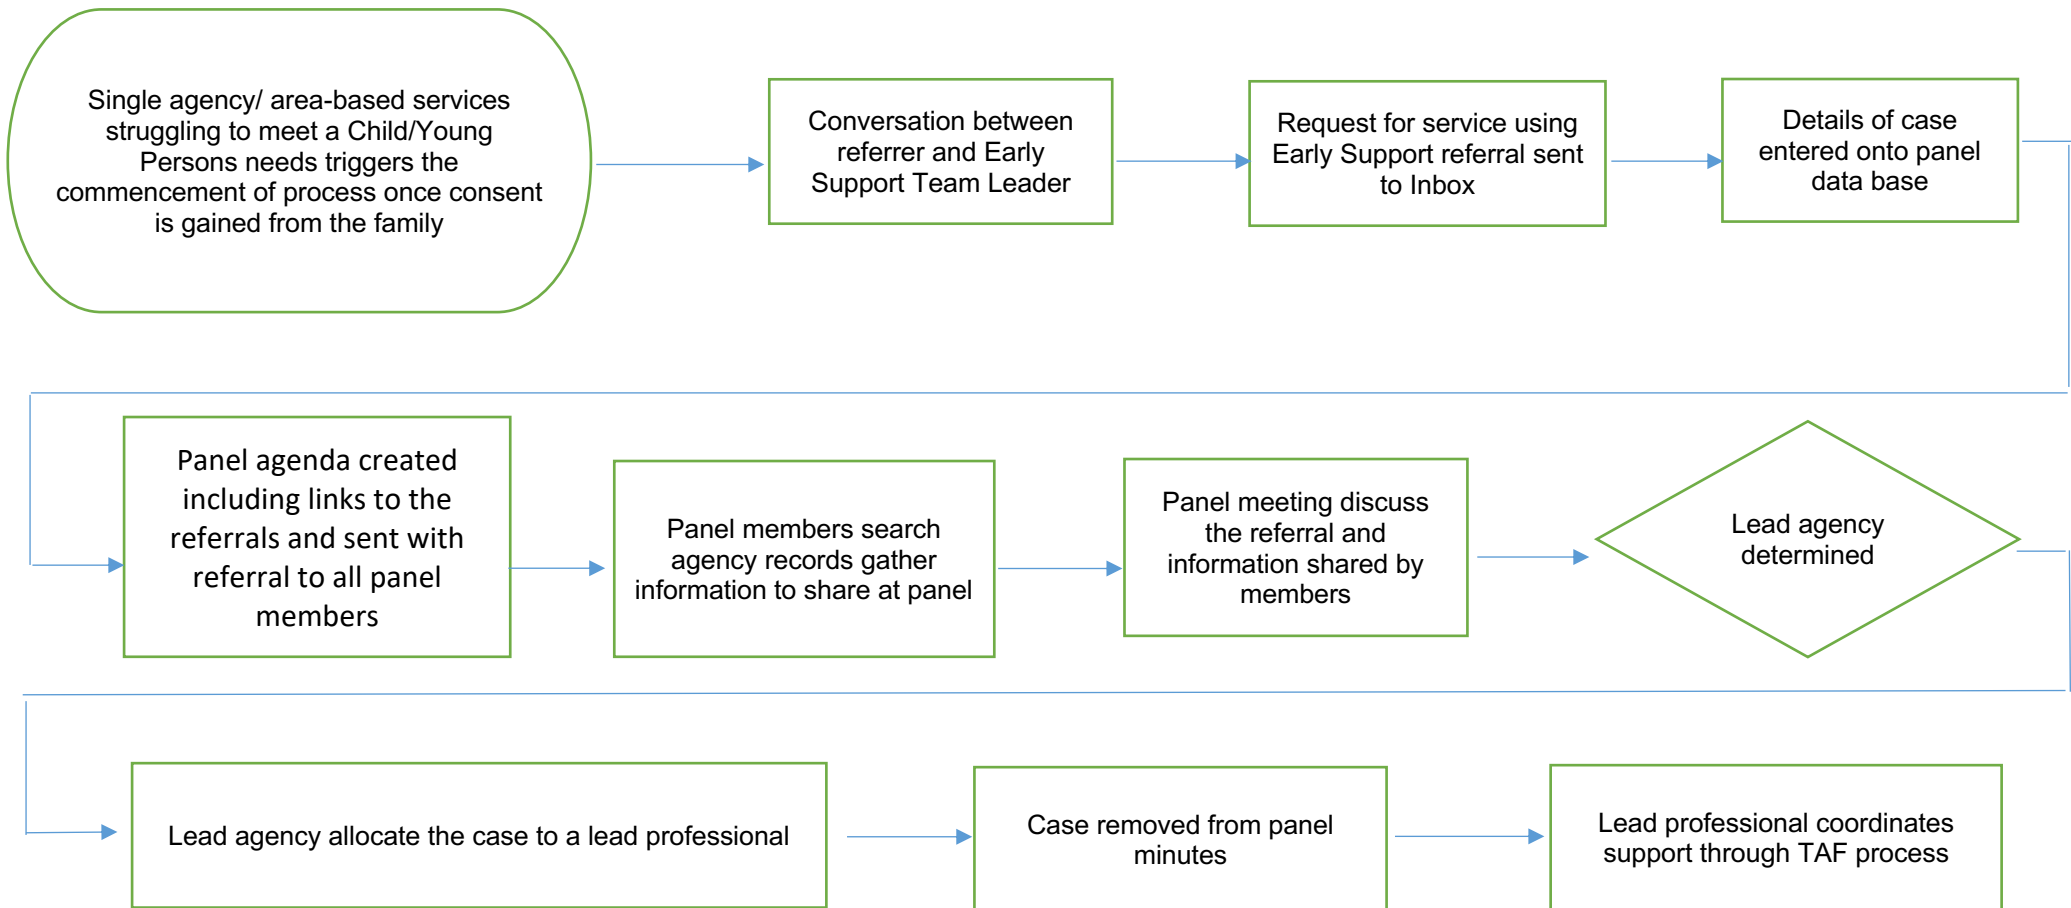 Single agency/ area-based services
struggling to meet a Child/Young
Persons needs triggers the
commencement of process once consent
is gained from the family
Conversation between
referrer and Early
Support Team Leader
Request for service using
Early Support referral sent
to Inbox
Details of case
entered onto panel
data base
Panel agenda created
including links to the
referrals and sent with
referral to all panel
members
Panel members search
agency records gather
information to share at panel
Panel meeting discuss
the referral and
information shared by
members
Lead agency
determined
Lead agency allocate the case to a lead professional
Case removed from panel
minutes
Lead professional coordinates
support through TAF process